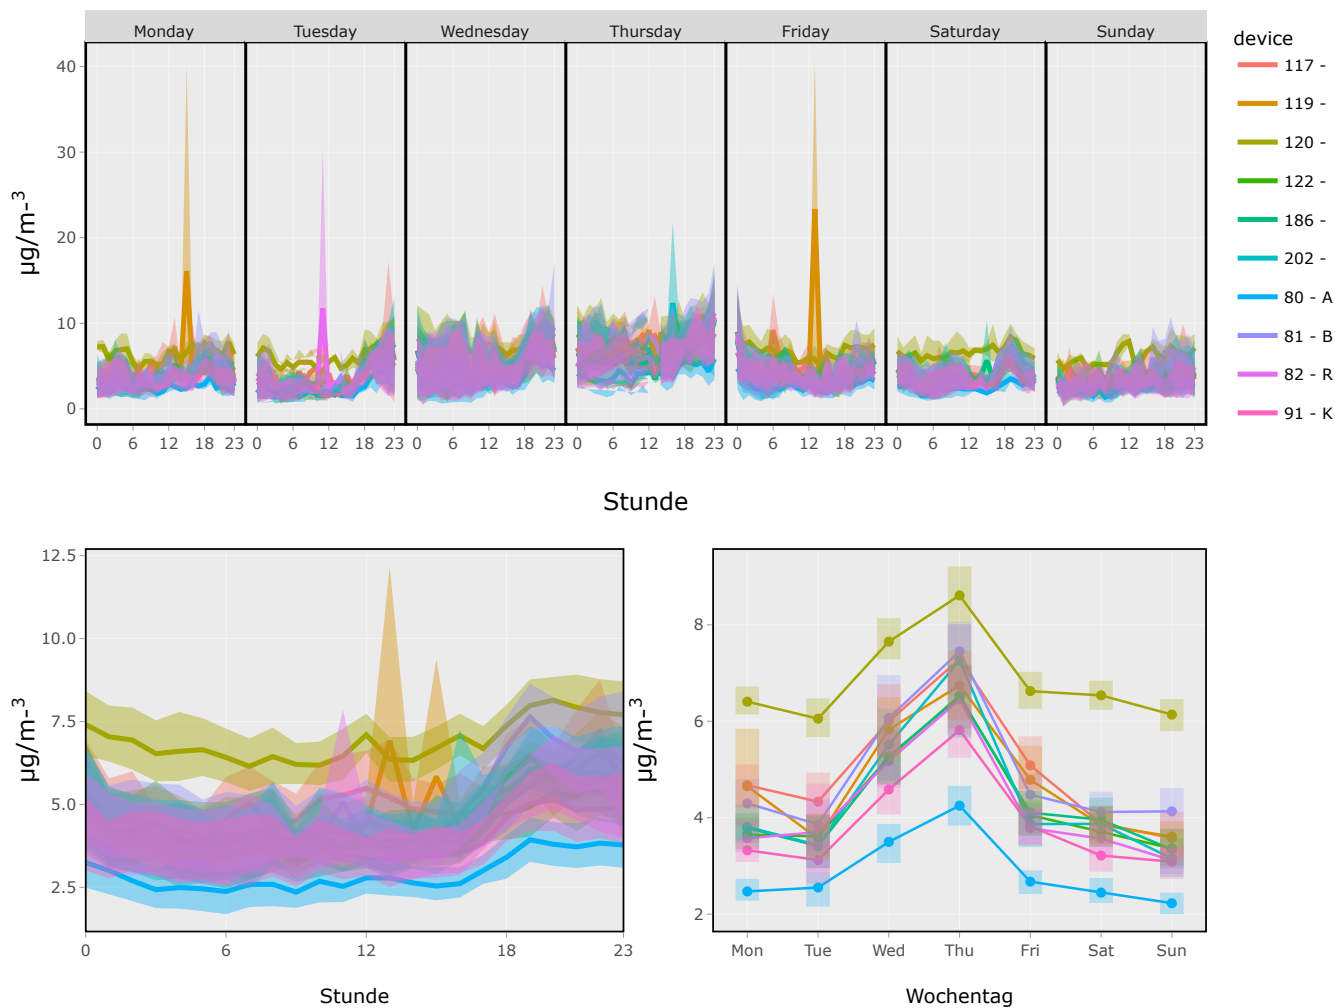 Monday Tuesday Wednesday Thursday Friday Saturday Sunday
device
117 -
119 -
120 -
122 -
186 -
202 -
80 - A
81 - B
82 - R
91 - K
40
30
20
10
0
µg/m-³
0 6 12 18 23 0 6 12 18 23 0 6 12 18 23 0 6 12 18 23 0 6 12 18 23 0 6 12 18 23 0 6 12 18 23
Stunde
12.5
10.0
7.5
5.0
2.5
µg/m-³
0 6 12 18 23
Stunde
8
6
4
2
µg/m-³
Mon Tue Wed Thu Fri Sat Sun
Wochentag